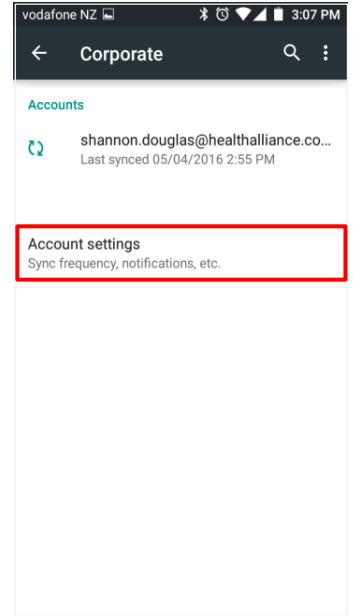 vodafone NZ 3:07 PM
Corporate
Accounts
shannon.douglas@healthalliance.co...
Last synced 05/04/2016 2:55 PM
Account settings
Sync frequency, notifications, etc.